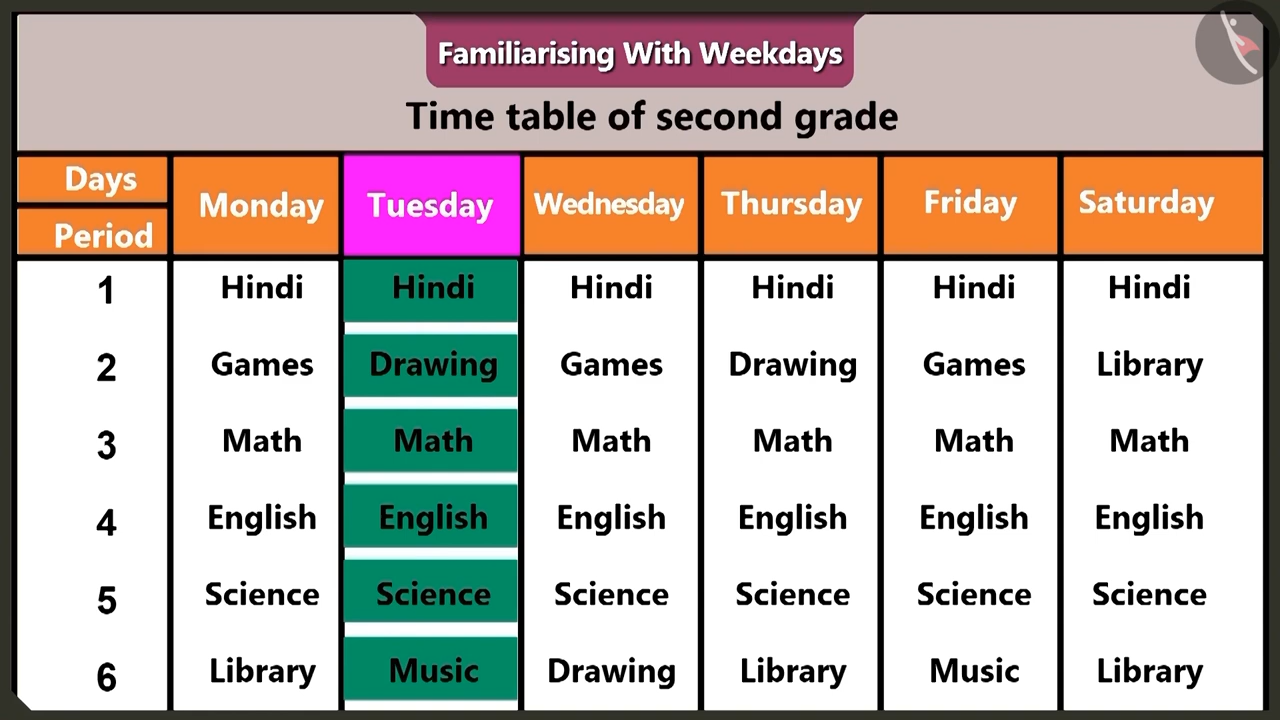 Familiarising With Weekdays
Time table of second grade
Days
Period
Monday Tuesday Wednesday Thursday Friday Saturday
1 Hindi Hindi Hindi Hindi Hindi Hindi
2 Games Drawing Games Drawing Games Library
3 Math Math Math Math Math Math
4 English English English English English English
5 Science Science Science Science Science Science
6 Library Music Drawing Library Music Library